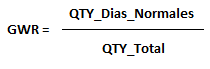 QTY_Dias_Normales
GWR =
QTY_Total